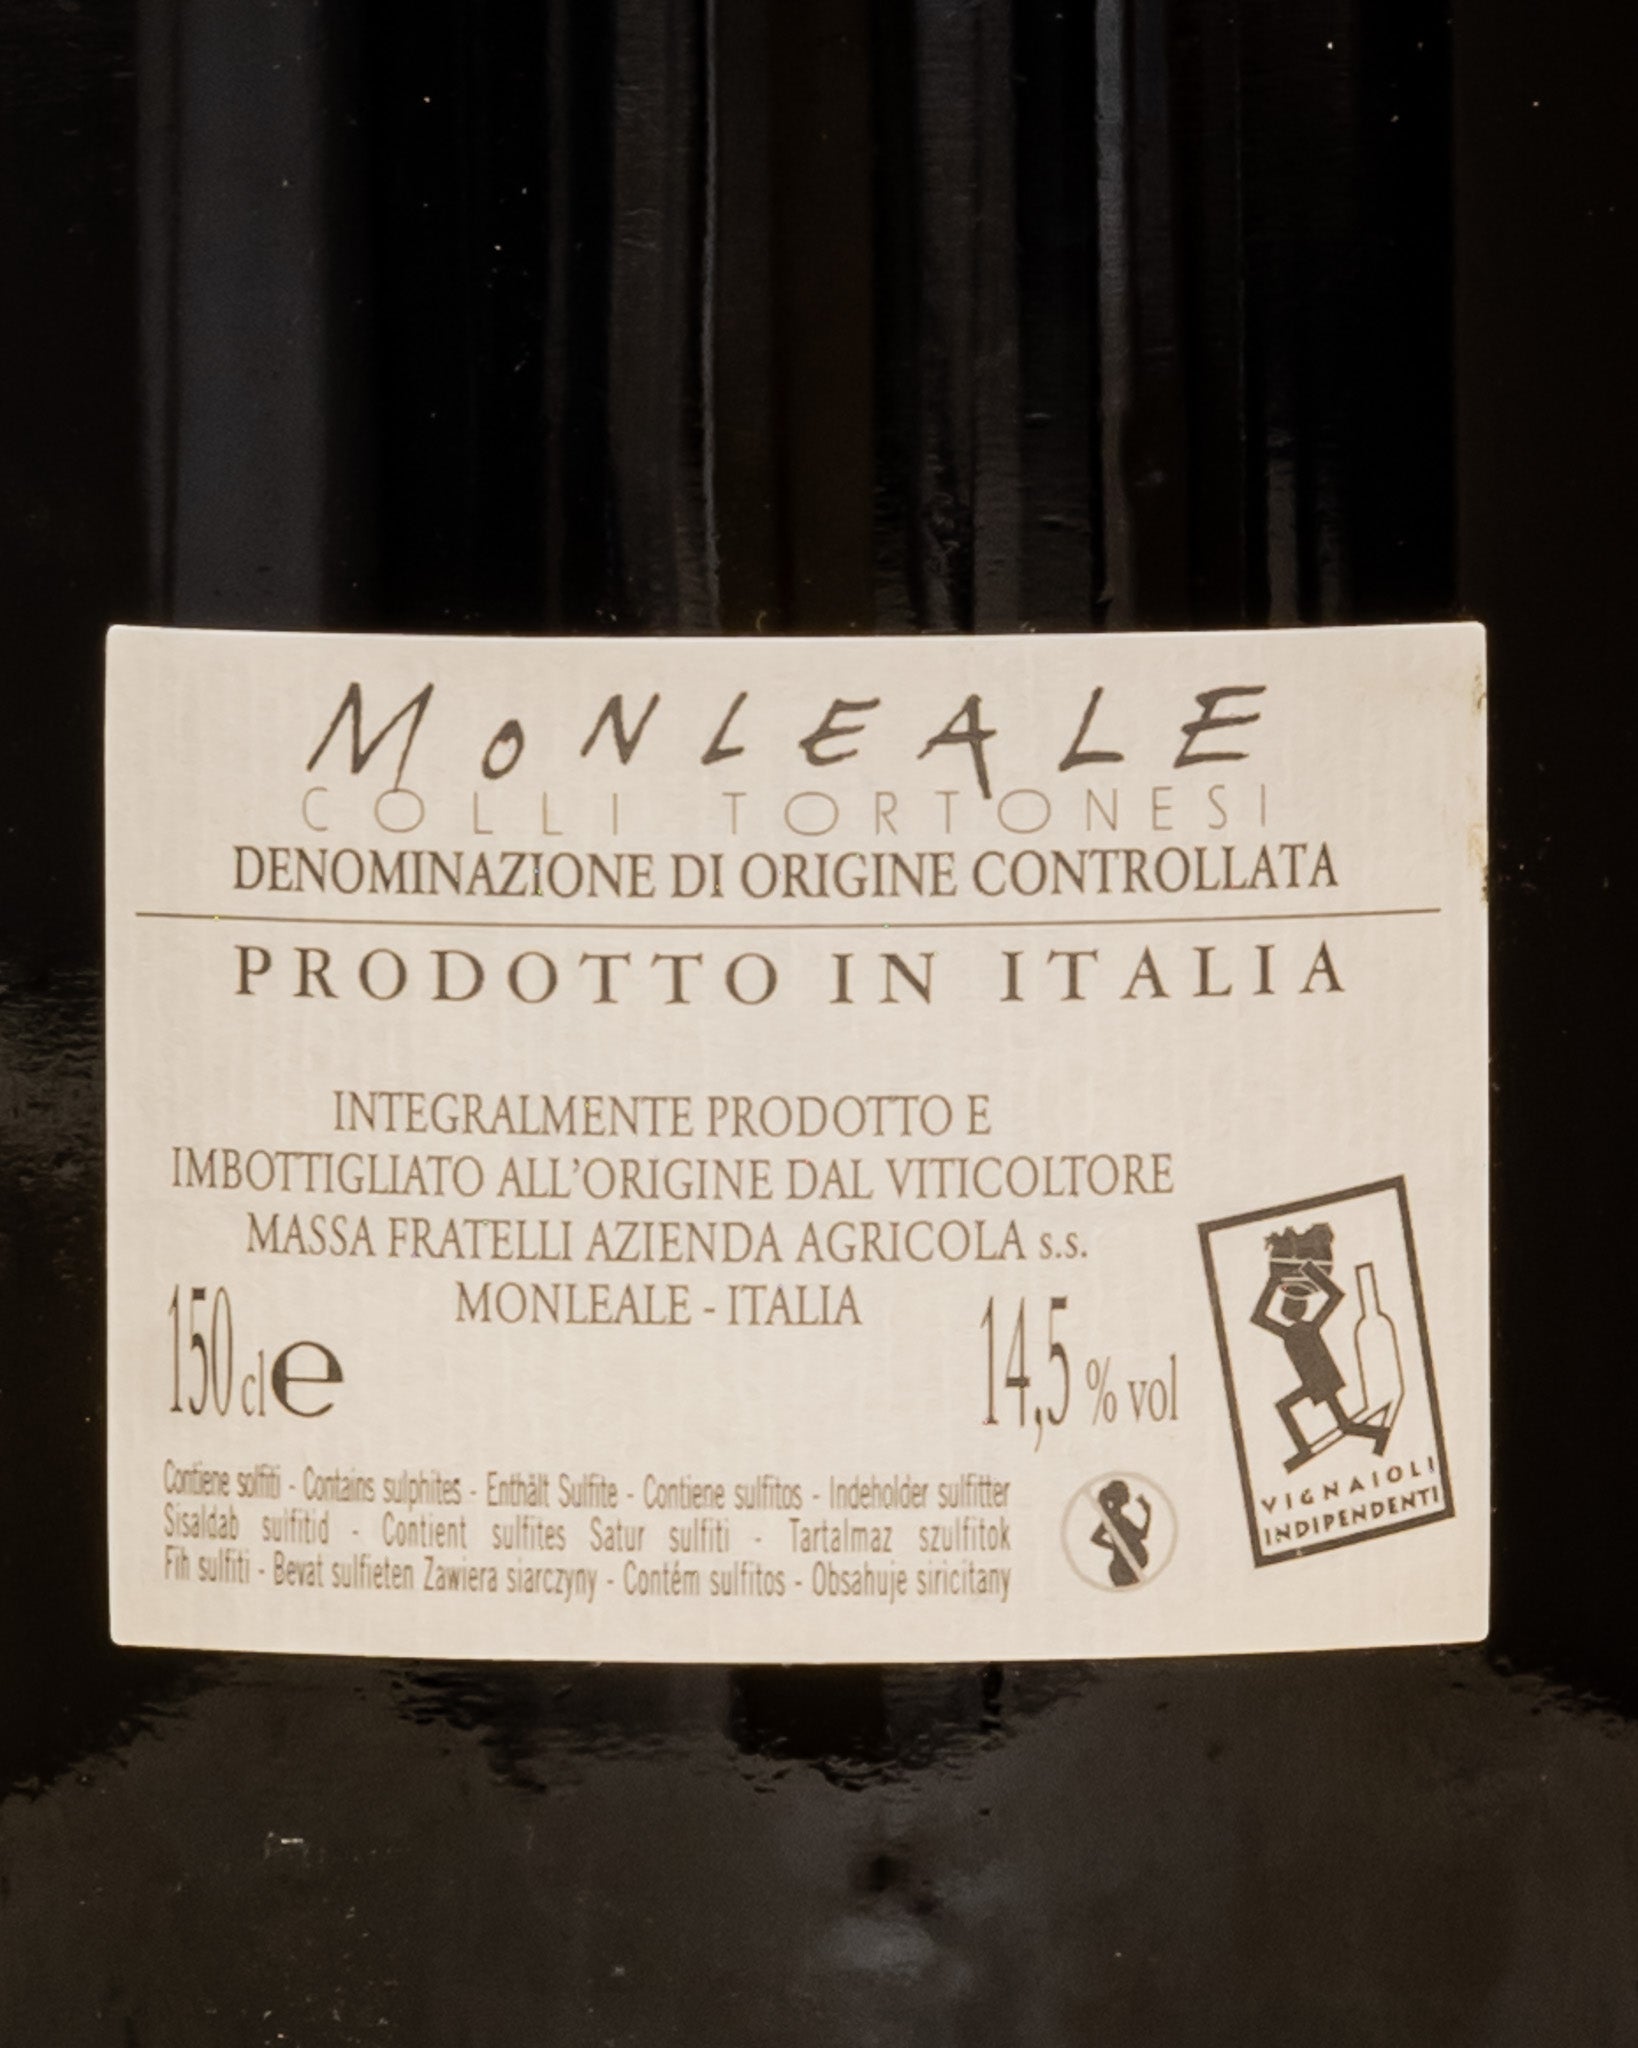 MONLEALE
COLLI TORTONESI
DENOMINAZIONE DI ORIGINE CONTROLLATA
PRODOTTO IN ITALIA
INTEGRALMENTE PRODOTTO E
IMBOTTIGLIATO ALL'ORIGINE DAL VITICOLTORE
MASSA FRATELLI AZIENDA AGRICOLA s.s.
MONLEALE - ITALIA
150 cl e
14,5 % vol
Contiene solfiti - Contains sulphites - Enthält Sulfite - Contiene sulfitos - Indeholder sulfitter
Sisaldab sulfitid - Contient sulfites Satur sulfiti - Tartalmaz szulfitok
Fih sulfiti - Bevat sulfieten Zawiera siarczyny - Contém sulfitos - Obsahuje siricitany
VIGNAIOLI
INDIPENDENTI